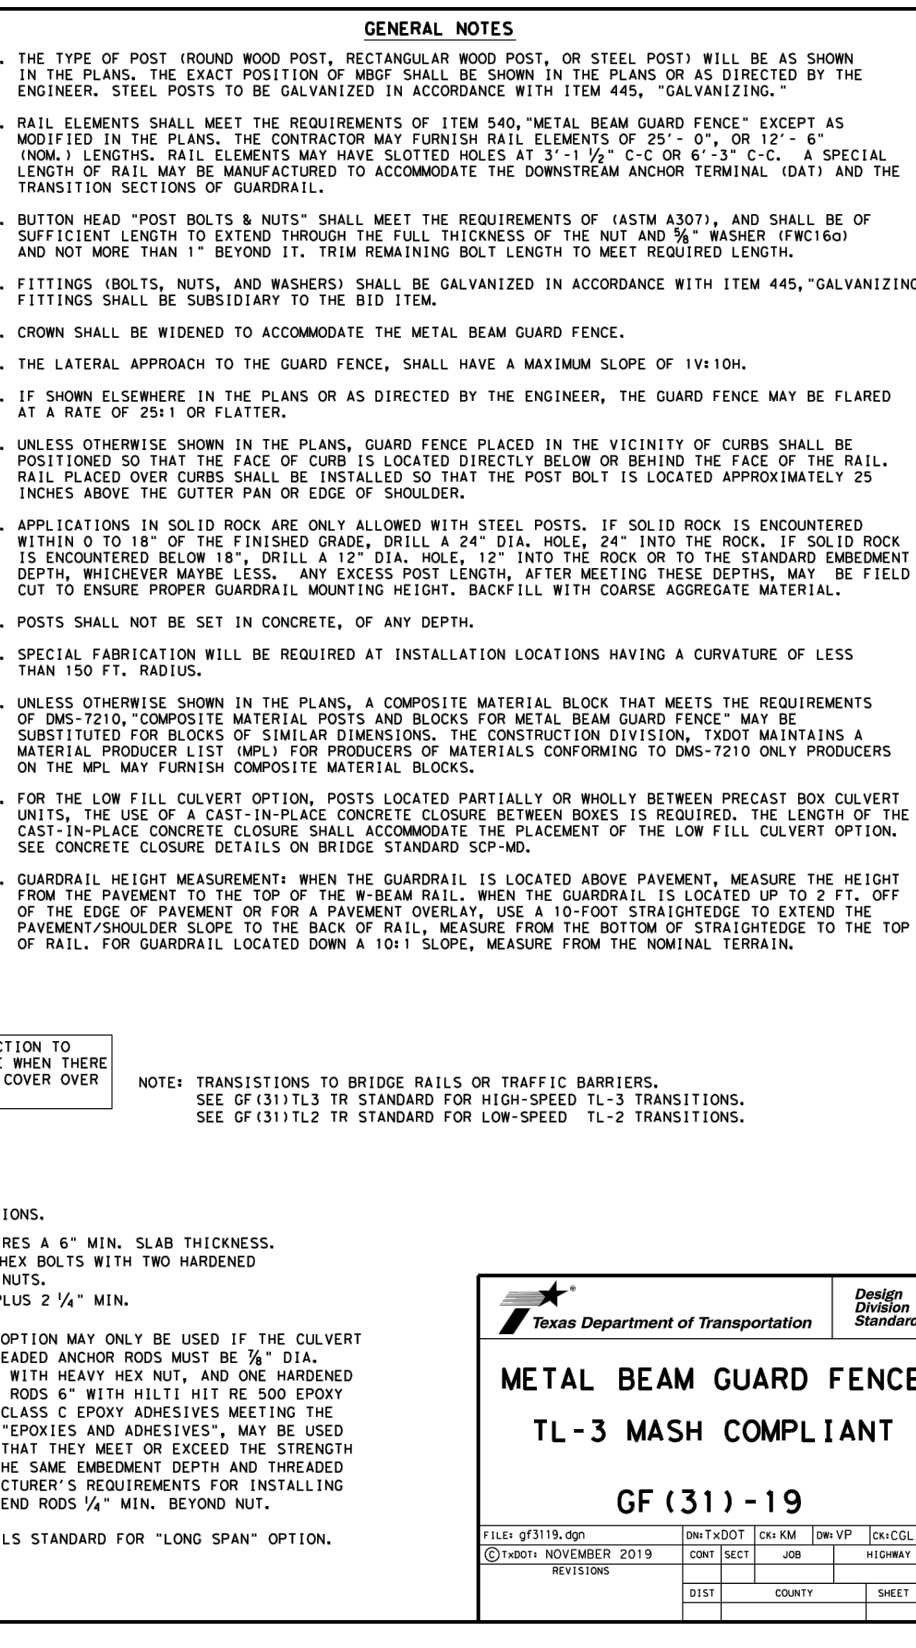 GENERAL NOTES
. THE TYPE OF POST (ROUND WOOD POST, RECTANGULAR WOOD POST, OR STEEL POST) WILL BE AS SHOWN
IN THE PLANS. THE EXACT POSITION OF MBGF SHALL BE SHOWN IN THE PLANS OR AS DIRECTED BY THE
ENGINEER. STEEL POSTS TO BE GALVANIZED IN ACCORDANCE WITH ITEM 445, "GALVANIZING."
. RAIL ELEMENTS SHALL MEET THE REQUIREMENTS OF ITEM 540,"METAL BEAM GUARD FENCE" EXCEPT AS
MODIFIED IN THE PLANS. THE CONTRACTOR MAY FURNISH RAIL ELEMENTS OF 25'- 0", OR 12'- 6"
(NOM.) LENGTHS. RAIL ELEMENTS MAY HAVE SLOTTED HOLES AT 3'-1 ½" C-C OR 6'-3" C-C. A SPECIAL
LENGTH OF RAIL MAY BE MANUFACTURED TO ACCOMMODATE THE DOWNSTREAM ANCHOR TERMINAL (DAT) AND THE
TRANSITION SECTIONS OF GUARDRAIL.
. BUTTON HEAD "POST BOLTS & NUTS" SHALL MEET THE REQUIREMENTS OF (ASTM A307), AND SHALL BE OF
SUFFICIENT LENGTH TO EXTEND THROUGH THE FULL THICKNESS OF THE NUT AND ⅝" WASHER (FWC16a)
AND NOT MORE THAN 1" BEYOND IT. TRIM REMAINING BOLT LENGTH TO MEET REQUIRED LENGTH.
. FITTINGS (BOLTS, NUTS, AND WASHERS) SHALL BE GALVANIZED IN ACCORDANCE WITH ITEM 445,"GALVANIZING
FITTINGS SHALL BE SUBSIDIARY TO THE BID ITEM.
. CROWN SHALL BE WIDENED TO ACCOMMODATE THE METAL BEAM GUARD FENCE.
. THE LATERAL APPROACH TO THE GUARD FENCE, SHALL HAVE A MAXIMUM SLOPE OF 1V:10H.
. IF SHOWN ELSEWHERE IN THE PLANS OR AS DIRECTED BY THE ENGINEER, THE GUARD FENCE MAY BE FLARED
AT A RATE OF 25:1 OR FLATTER.
. UNLESS OTHERWISE SHOWN IN THE PLANS, GUARD FENCE PLACED IN THE VICINITY OF CURBS SHALL BE
POSITIONED SO THAT THE FACE OF CURB IS LOCATED DIRECTLY BELOW OR BEHIND THE FACE OF THE RAIL.
RAIL PLACED OVER CURBS SHALL BE INSTALLED SO THAT THE POST BOLT IS LOCATED APPROXIMATELY 25
INCHES ABOVE THE GUTTER PAN OR EDGE OF SHOULDER.
. APPLICATIONS IN SOLID ROCK ARE ONLY ALLOWED WITH STEEL POSTS. IF SOLID ROCK IS ENCOUNTERED
WITHIN 0 TO 18" OF THE FINISHED GRADE, DRILL A 24" DIA. HOLE, 24" INTO THE ROCK. IF SOLID ROCK
IS ENCOUNTERED BELOW 18", DRILL A 12" DIA. HOLE, 12" INTO THE ROCK OR TO THE STANDARD EMBEDMENT
DEPTH, WHICHEVER MAYBE LESS. ANY EXCESS POST LENGTH, AFTER MEETING THESE DEPTHS, MAY BE FIELD
CUT TO ENSURE PROPER GUARDRAIL MOUNTING HEIGHT. BACKFILL WITH COARSE AGGREGATE MATERIAL.
. POSTS SHALL NOT BE SET IN CONCRETE, OF ANY DEPTH.
. SPECIAL FABRICATION WILL BE REQUIRED AT INSTALLATION LOCATIONS HAVING A CURVATURE OF LESS
THAN 150 FT. RADIUS.
. UNLESS OTHERWISE SHOWN IN THE PLANS, A COMPOSITE MATERIAL BLOCK THAT MEETS THE REQUIREMENTS
OF DMS-7210,"COMPOSITE MATERIAL POSTS AND BLOCKS FOR METAL BEAM GUARD FENCE" MAY BE
SUBSTITUTED FOR BLOCKS OF SIMILAR DIMENSIONS. THE CONSTRUCTION DIVISION, TXDOT MAINTAINS A
MATERIAL PRODUCER LIST (MPL) FOR PRODUCERS OF MATERIALS CONFORMING TO DMS-7210 ONLY PRODUCERS
ON THE MPL MAY FURNISH COMPOSITE MATERIAL BLOCKS.
. FOR THE LOW FILL CULVERT OPTION, POSTS LOCATED PARTIALLY OR WHOLLY BETWEEN PRECAST BOX CULVERT
UNITS, THE USE OF A CAST-IN-PLACE CONCRETE CLOSURE BETWEEN BOXES IS REQUIRED. THE LENGTH OF THE
CAST-IN-PLACE CONCRETE CLOSURE SHALL ACCOMMODATE THE PLACEMENT OF THE LOW FILL CULVERT OPTION.
SEE CONCRETE CLOSURE DETAILS ON BRIDGE STANDARD SCP-MD.
. GUARDRAIL HEIGHT MEASUREMENT: WHEN THE GUARDRAIL IS LOCATED ABOVE PAVEMENT, MEASURE THE HEIGHT
FROM THE PAVEMENT TO THE TOP OF THE W-BEAM RAIL. WHEN THE GUARDRAIL IS LOCATED UP TO 2 FT. OFF
OF THE EDGE OF PAVEMENT OR FOR A PAVEMENT OVERLAY, USE A 10-FOOT STRAIGHTEDGE TO EXTEND THE
PAVEMENT/SHOULDER SLOPE TO THE BACK OF RAIL, MEASURE FROM THE BOTTOM OF STRAIGHTEDGE TO THE TOP
OF RAIL. FOR GUARDRAIL LOCATED DOWN A 10:1 SLOPE, MEASURE FROM THE NOMINAL TERRAIN.
CTION TO
E WHEN THERE
COVER OVER
NOTE: TRANSISTIONS TO BRIDGE RAILS OR TRAFFIC BARRIERS.
SEE GF(31)TL3 TR STANDARD FOR HIGH-SPEED TL-3 TRANSITIONS.
SEE GF(31)TL2 TR STANDARD FOR LOW-SPEED TL-2 TRANSITIONS.
IONS.
RES A 6" MIN. SLAB THICKNESS.
HEX BOLTS WITH TWO HARDENED
NUTS.
PLUS 2 ¼" MIN.
OPTION MAY ONLY BE USED IF THE CULVERT
EADED ANCHOR RODS MUST BE ⅞" DIA.
WITH HEAVY HEX NUT, AND ONE HARDENED
RODS 6" WITH HILTI HIT RE 500 EPOXY
CLASS C EPOXY ADHESIVES MEETING THE
"EPOXIES AND ADHESIVES", MAY BE USED
THAT THEY MEET OR EXCEED THE STRENGTH
HE SAME EMBEDMENT DEPTH AND THREADED
CTURER'S REQUIREMENTS FOR INSTALLING
END RODS ¼" MIN. BEYOND NUT.
LS STANDARD FOR "LONG SPAN" OPTION.
® Texas Department of Transportation
Design
Division
Standard
METAL BEAM GUARD FENCE
TL-3 MASH COMPLIANT
GF(31)-19
FILE: gf3119.dgn DN:TxDOT CK:KM DW:VP CK:CGL
© TxDOT: NOVEMBER 2019 CONT SECT JOB HIGHWAY
REVISIONS
DIST COUNTY SHEET